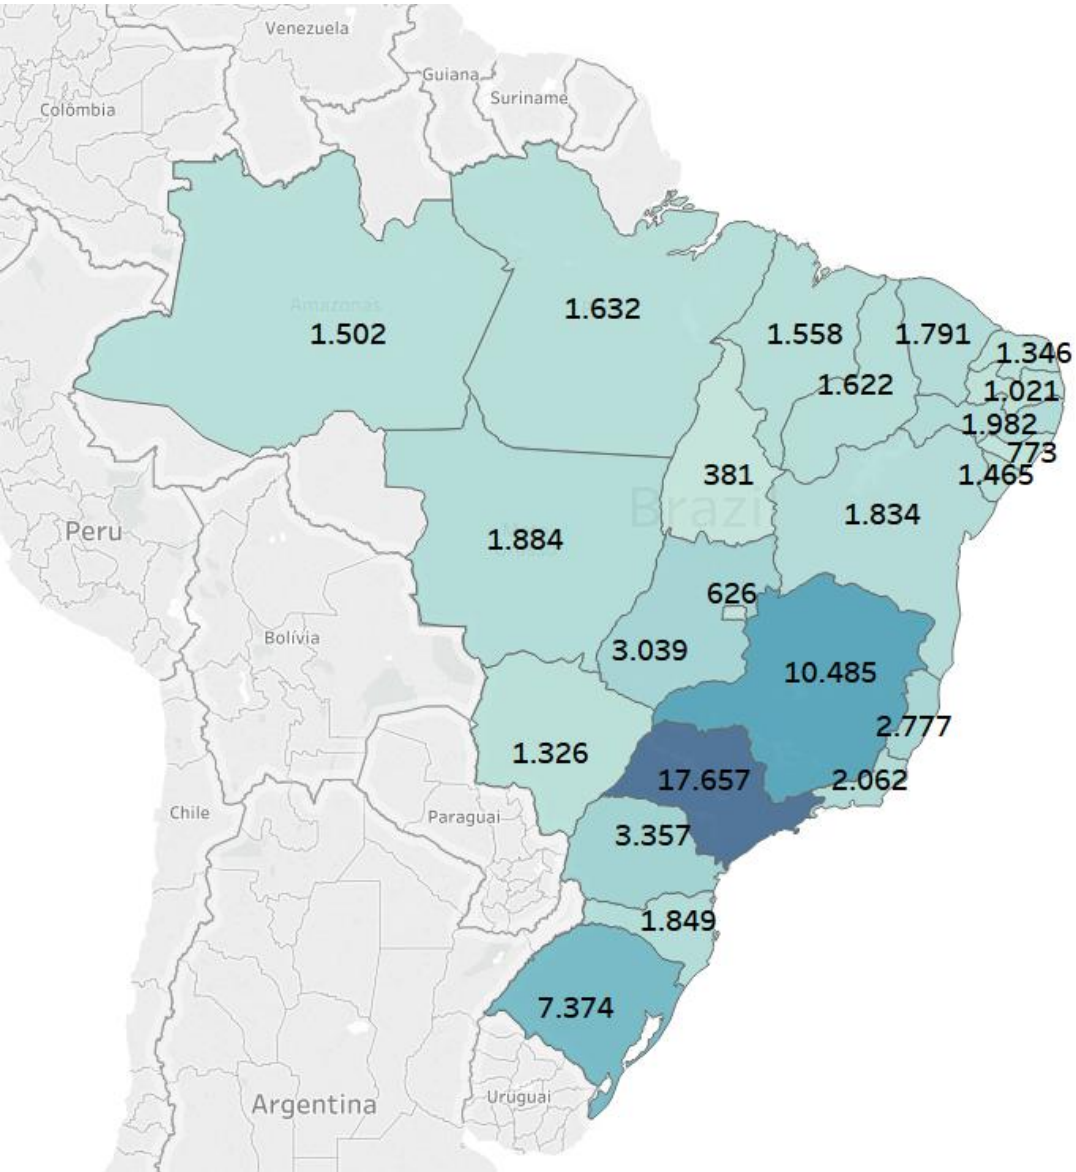 Venezuela
Guiana
Suriname
Colômbia
Amazonas
1.502
1.632
1.558
1.791
1.346
1.622
1.021
1.982
773
1.465
381
Brazil
1.834
Peru
1.884
626
Bolívia
3.039
10.485
2.777
1.326
17.657
2.062
Chile
Paraguai
3.357
1.849
7.374
Argentina
Uruguai